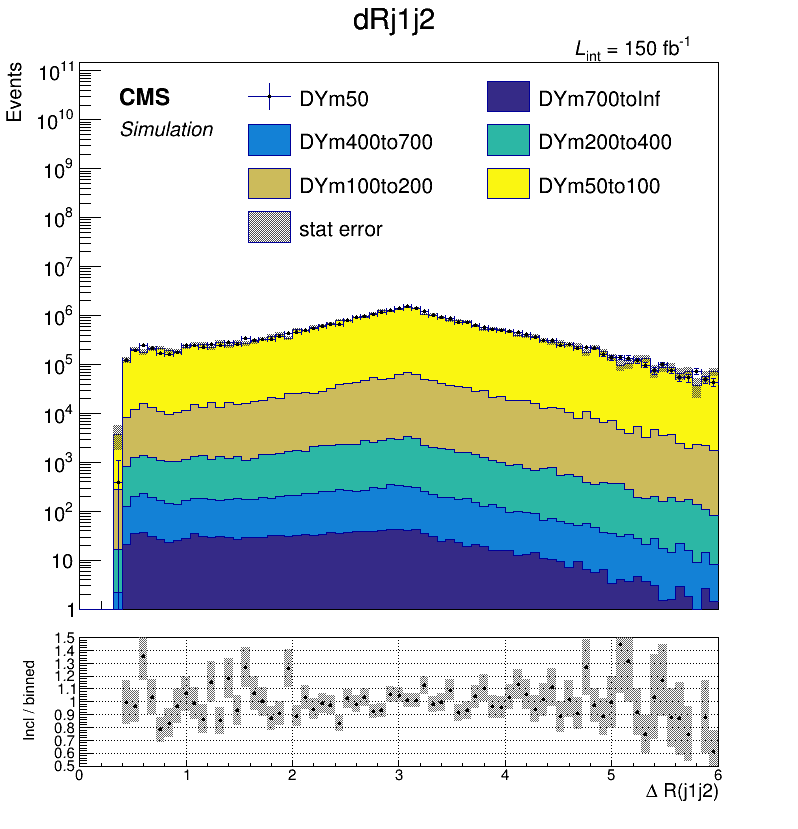 dRj1j2
L_int = 150 fb^-1
Events
CMS
Simulation
DYm50
DYm700toInf
DYm400to700
DYm200to400
DYm100to200
DYm50to100
stat error
10^11
10^10
10^9
10^8
10^7
10^6
10^5
10^4
10^3
10^2
10
1
Incl / binned
1.5
1.4
1.3
1.2
1.1
1
0.9
0.8
0.7
0.6
0.5
0 1 2 3 4 5 6
Δ R(j1j2)